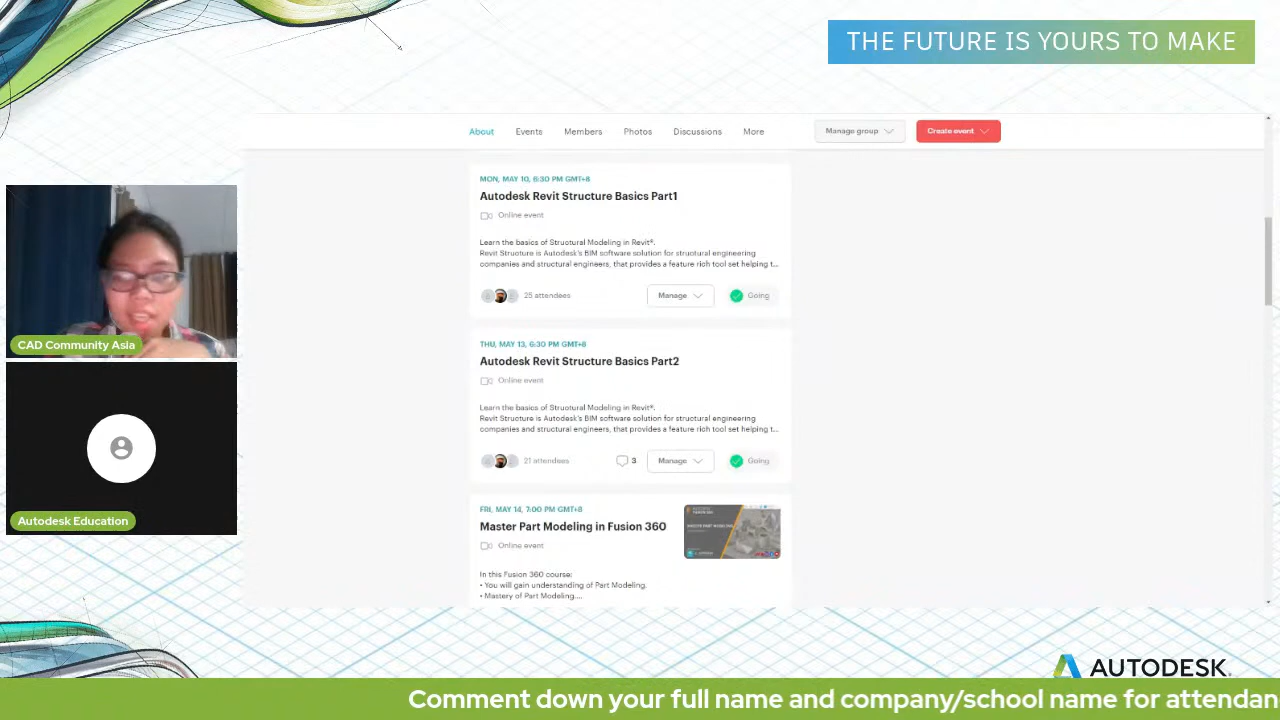 THE FUTURE IS YOURS TO MAKE
About Events Members Photos Discussions More Manage group Create event
MON, MAY 10, 6:30 PM GMT+8
Autodesk Revit Structure Basics Part1
Online event
Learn the basics of Structural Modeling in Revit®.
Revit Structure is Autodesk's BIM software solution for structural engineering
companies and structural engineers, that provides a feature rich tool set helping t...
25 attendees Manage Going
THU, MAY 13, 6:30 PM GMT+8
Autodesk Revit Structure Basics Part2
Online event
Learn the basics of Structural Modeling in Revit®.
Revit Structure is Autodesk's BIM software solution for structural engineering
companies and structural engineers, that provides a feature rich tool set helping t...
21 attendees 3 Manage Going
FRI, MAY 14, 7:00 PM GMT+8
Master Part Modeling in Fusion 360
Online event
In this Fusion 360 course:
• You will gain understanding of Part Modeling.
• Mastery of Part Modeling....
MASTER PART MODELING
CAD Community Asia
Autodesk Education
AUTODESK.
Comment down your full name and company/school name for attendan